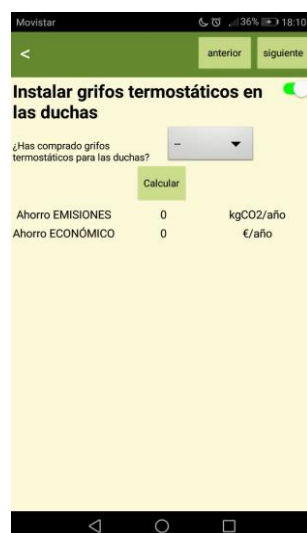 Movistar 36% 18:10
< anterior siguiente
Instalar grifos termostáticos en
las duchas
¿Has comprado grifos
termostáticos para las duchas? –
Calcular
Ahorro EMISIONES 0 kgCO2/año
Ahorro ECONÓMICO 0 €/año